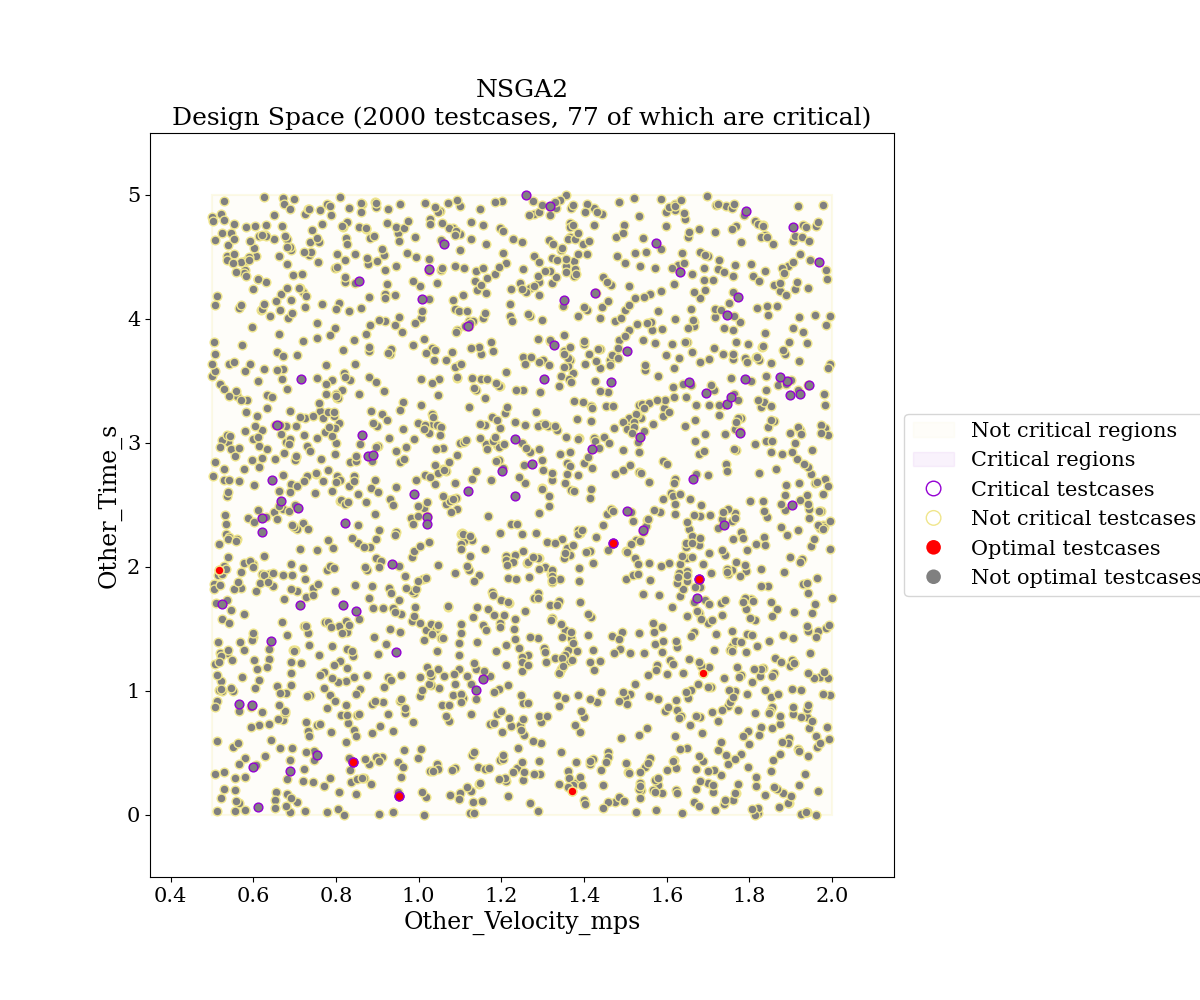 NSGA2
Design Space (2000 testcases, 77 of which are critical)
Other_Time_s
5
4
3
2
1
0
0.4 0.6 0.8 1.0 1.2 1.4 1.6 1.8 2.0
Other_Velocity_mps
Not critical regions
Critical regions
Critical testcases
Not critical testcases
Optimal testcases
Not optimal testcases